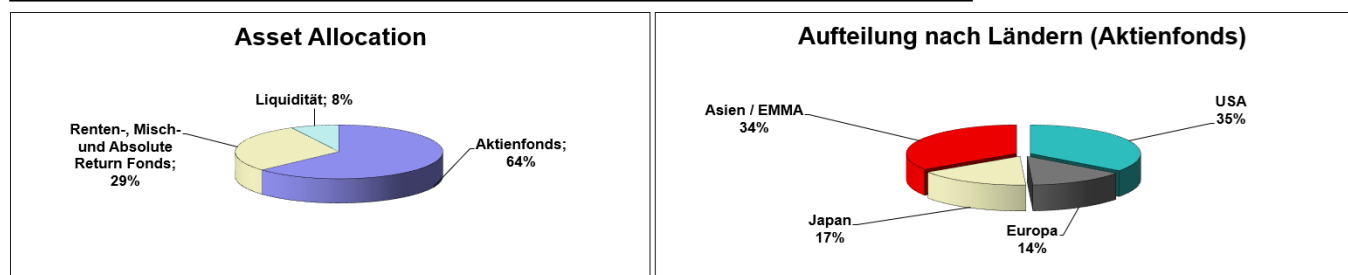 Asset Allocation
Liquidität; 8%
Renten-, Misch-
und Absolute
Return Fonds;
29%
Aktienfonds;
64%
Aufteilung nach Ländern (Aktienfonds)
Asien / EMMA
34%
USA
35%
Japan
17%
Europa
14%